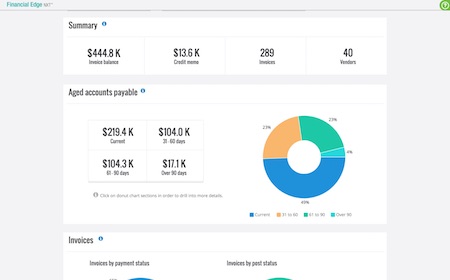 Financial Edge NXT™
Summary
$444.8 K
Invoice balance
$13.6 K
Credit memo
289
Invoices
40
Vendors
Aged accounts payable
$219.4 K
Current
$104.0 K
31 - 60 days
$104.3 K
61 - 90 days
$17.1 K
Over 90 days
Click on donut chart sections in order to drill into more details.
23%
23%
4%
49%
Current
31 to 60
61 to 90
Over 90
Invoices
Invoices by payment status
Invoices by post status